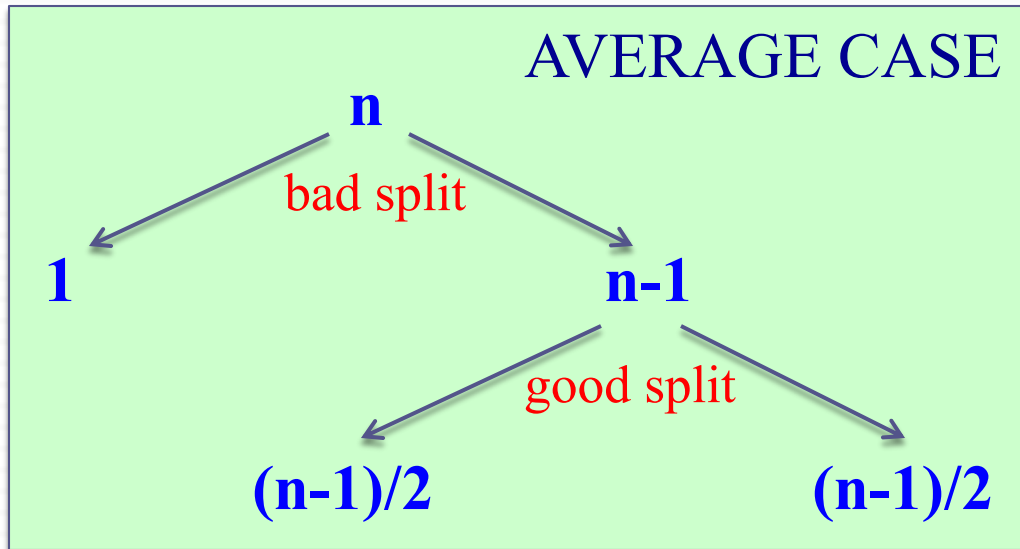 AVERAGE CASE
n
bad split
1
n-1
good split
(n-1)/2
(n-1)/2